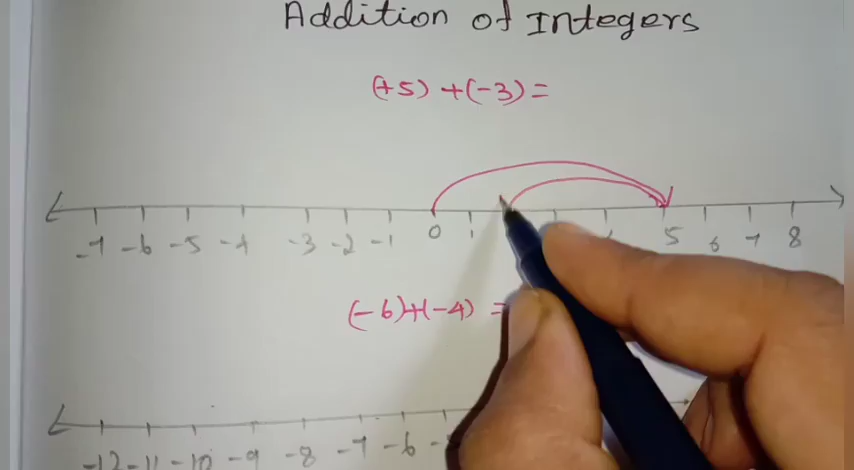 Addition of Integers
(+5) +(-3) =
-7 -6 -5 -4 -3 -2 -1 0 1 5 6 7 8
(-6)+(-4) =
-12 -11 -10 -9 -8 -7 -6